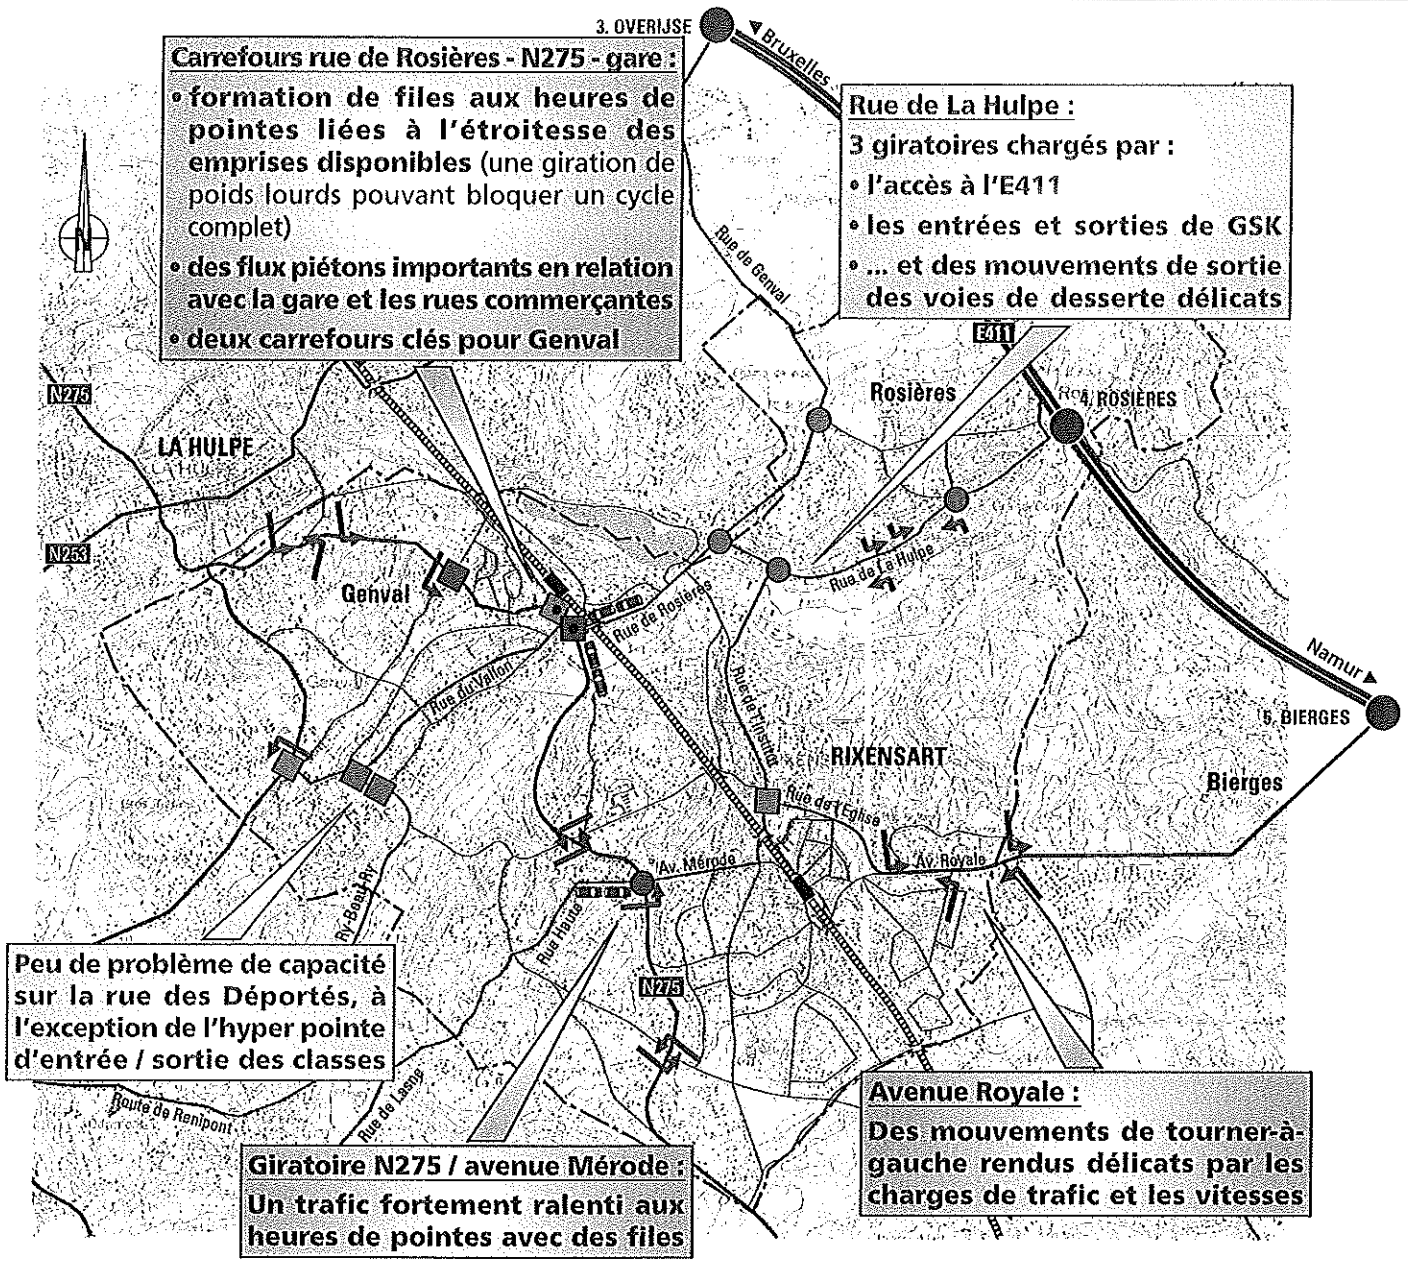 3. OVERIJSE
Bruxelles
Carrefours rue de Rosières - N275 - gare :
• formation de files aux heures de
pointes liées à l'étroitesse des
emprises disponibles (une giration de
poids lourds pouvant bloquer un cycle
complet)
• des flux piétons importants en relation
avec la gare et les rues commerçantes
• deux carrefours clés pour Genval
Rue de La Hulpe :
3 giratoires chargés par :
• l'accès à l'E411
• les entrées et sorties de GSK
• ... et des mouvements de sortie
des voies de desserte délicats
N
Rue de Genval
E411
N275
Rosières
4. ROSIÈRES
LA HULPE
N253
Genval
Rue de La Hulpe
Rue de Rosières
Rue du Vallon
Rue de l'Institut
Namur
5. BIERGES
RIXENSART
Bierges
Rue de l'Eglise
Av. Mérode
Av. Royale
Ry-Beau-Ry
Rue Haute
N275
Peu de problème de capacité
sur la rue des Déportés, à
l'exception de l'hyper pointe
d'entrée / sortie des classes
Route de Renipont
Rue de Lasne
Avenue Royale :
Des mouvements de tourner-à-
gauche rendus délicats par les
charges de trafic et les vitesses
Giratoire N275 / avenue Mérode :
Un trafic fortement ralenti aux
heures de pointes avec des files